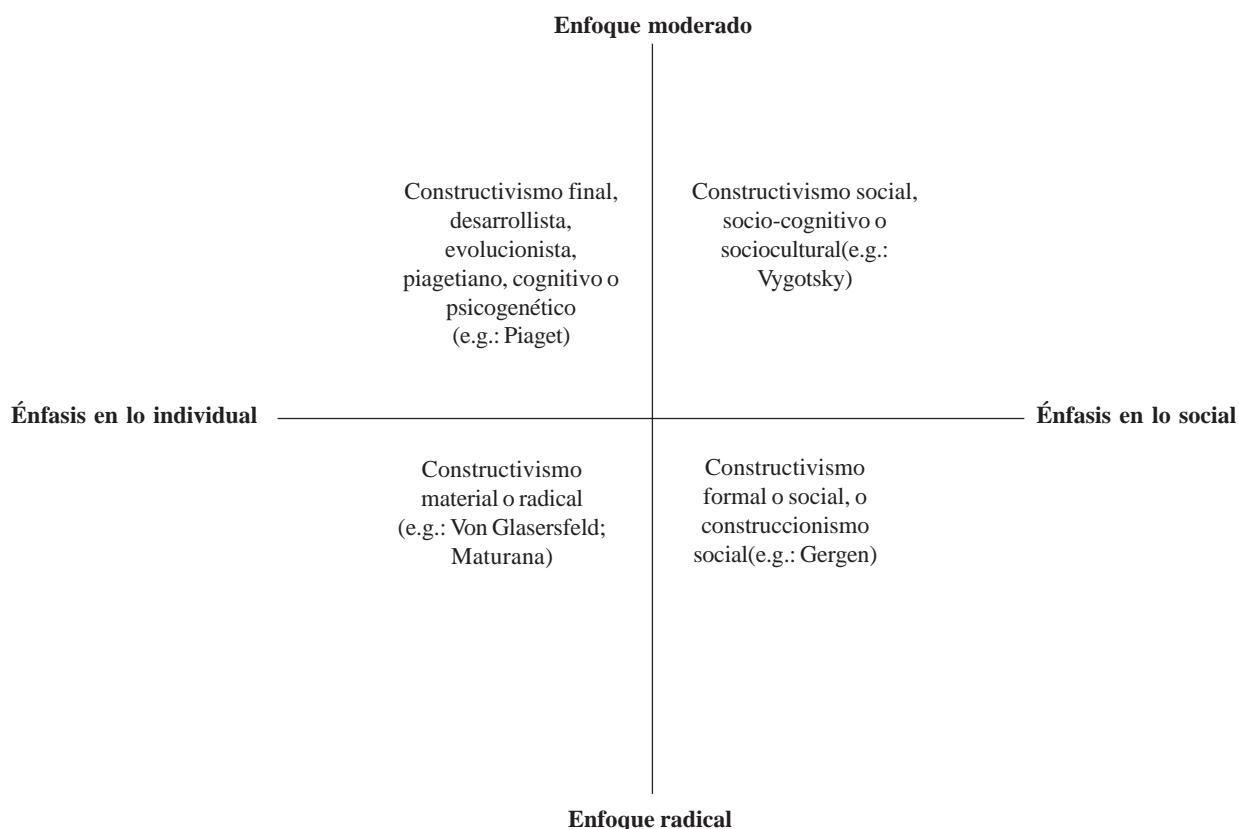 Enfoque moderado
Constructivismo final,
desarrollista,
evolucionista,
piagetiano, cognitivo o
psicogenético
(e.g.: Piaget)
Constructivismo social,
socio-cognitivo o
sociocultural(e.g.:
Vygotsky)
Énfasis en lo individual
Énfasis en lo social
Constructivismo
material o radical
(e.g.: Von Glasersfeld;
Maturana)
Constructivismo
formal o social, o
construccionismo
social(e.g.: Gergen)
Enfoque radical